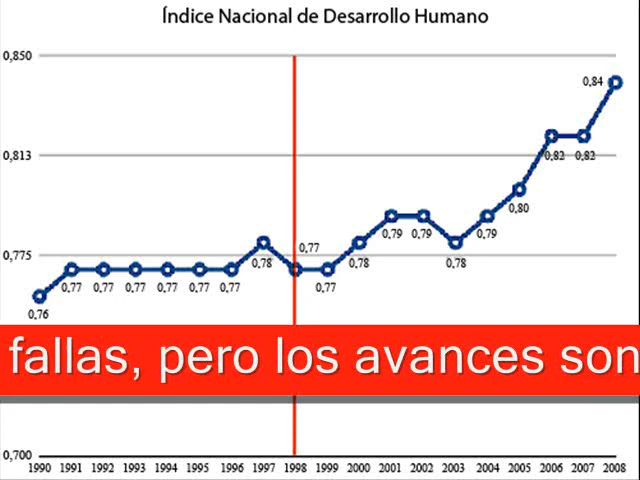 Índice Nacional de Desarrollo Humano
0,850
0,84
0,813
0,82 0,82
0,80
0,79 0,79 0,78 0,79
0,775
0,77
0,78 0,77 0,78
0,77 0,77 0,77 0,77 0,77 0,77
0,76
fallas, pero los avances son
0,700
1990 1991 1992 1993 1994 1995 1996 1997 1998 1999 2000 2001 2002 2003 2004 2005 2006 2007 2008